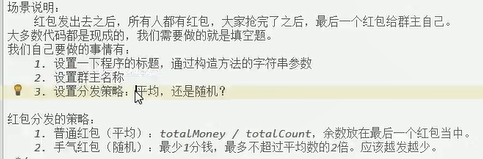 场景说明：
红包发出去之后，所有人都有红包，大家抢完了之后，最后一个红包给群主自己。
大多数代码都是现成的，我们需要做的就是填空题。
我们自己要做的事情有：
1. 设置一下程序的标题，通过构造方法的字符串参数
2. 设置群主名称
3. 设置分发策略：平均，还是随机？
红包分发的策略：
1. 普通红包（平均）：totalMoney / totalCount，余数放在最后一个红包当中。
2. 手气红包（随机）：最少1分钱，最多不超过平均数的2倍。应该越发越少。